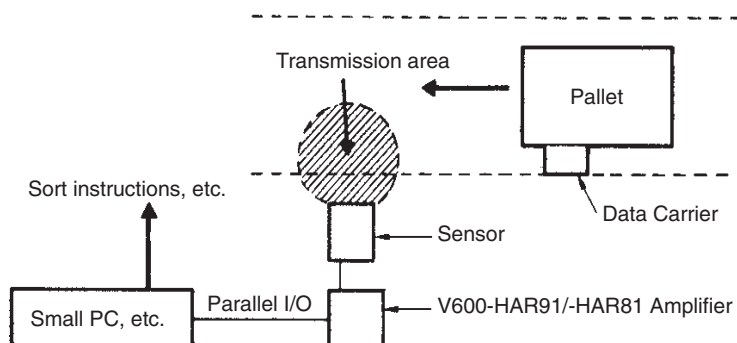 Transmission area
Pallet
Sort instructions, etc.
Data Carrier
Sensor
Parallel I/O
V600-HAR91/-HAR81 Amplifier
Small PC, etc.